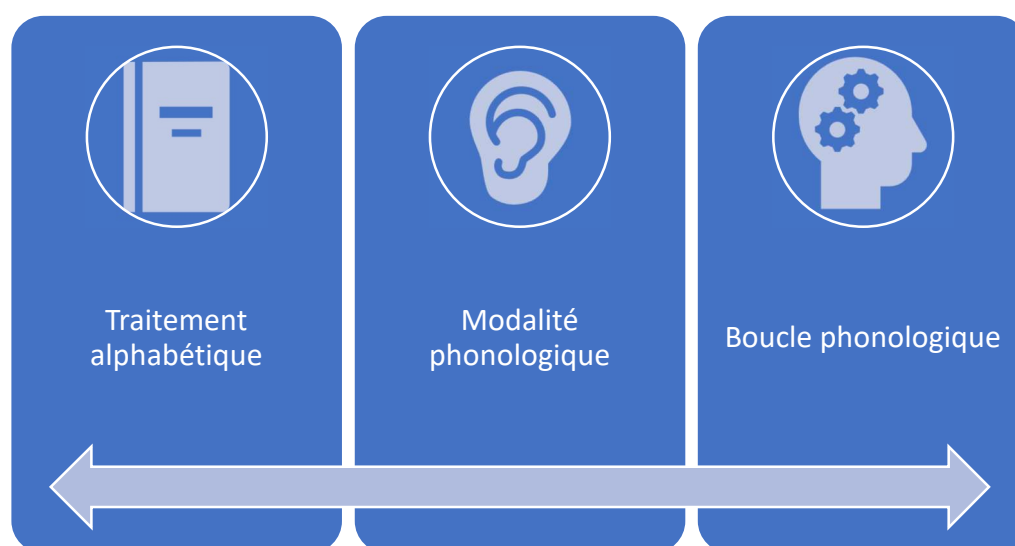 Traitement
alphabétique
Modalité
phonologique
Boucle phonologique